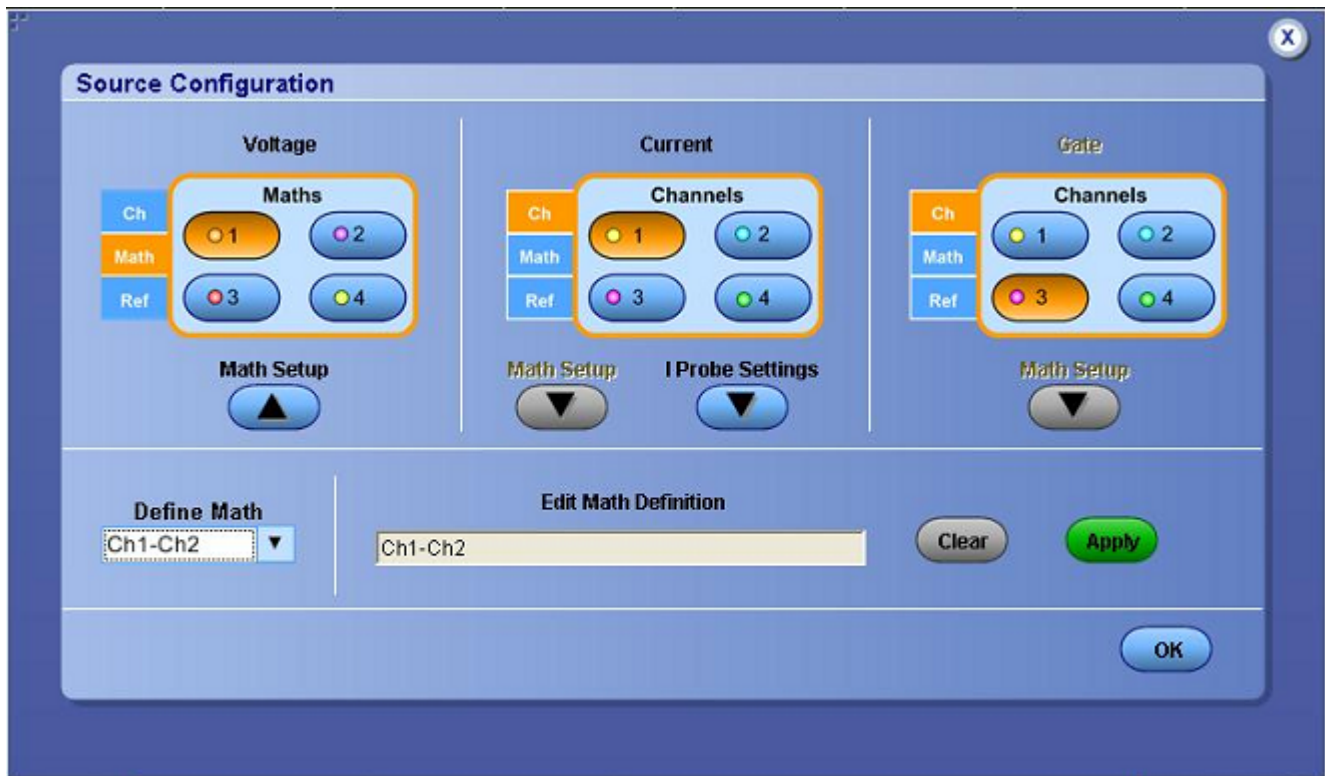 X
Source Configuration
Voltage
Ch
Math
Ref
Maths
1
2
3
4
Math Setup
Current
Ch
Math
Ref
Channels
1
2
3
4
Math Setup
I Probe Settings
Gate
Ch
Math
Ref
Channels
1
2
3
4
Math Setup
Define Math
Ch1-Ch2
Edit Math Definition
Ch1-Ch2
Clear
Apply
OK